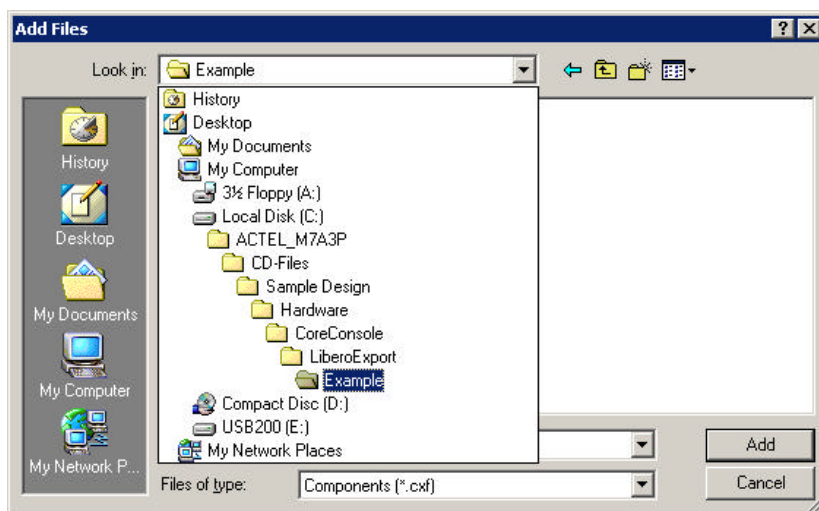 Add Files
Look in: Example
History
Desktop
My Documents
My Computer
3½ Floppy (A:)
Local Disk (C:)
ACTEL_M7A3P
CD-Files
Sample Design
Hardware
CoreConsole
LiberoExport
Example
Compact Disc (D:)
USB200 (E:)
My Network Places
History
Desktop
My Documents
My Computer
My Network P...
Add
Files of type: Components (*.cxf)
Cancel